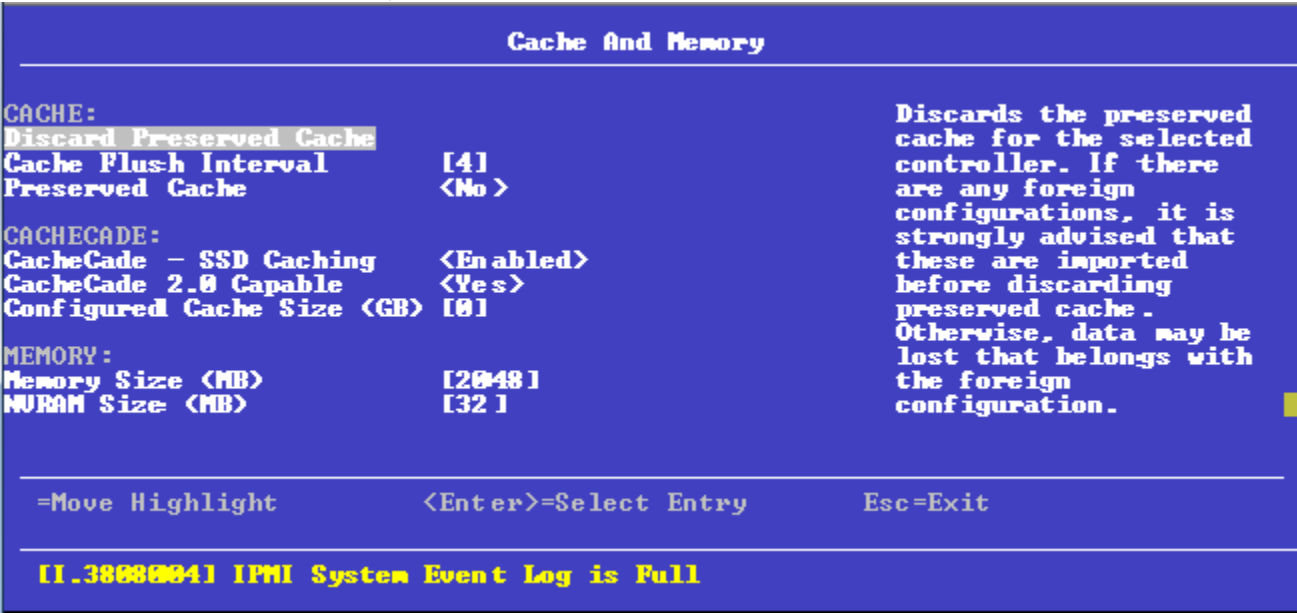 Cache And Memory
CACHE:
Discard Preserved Cache
Cache Flush Interval [4]
Preserved Cache <No >
CACHECADE:
CacheCade - SSD Caching <Enabled>
CacheCade 2.0 Capable <Yes>
Configured Cache Size (GB) [0]
MEMORY:
Memory Size (MB) [2048]
NVRAM Size (MB) [32 ]
Discards the preserved
cache for the selected
controller. If there
are any foreign
configurations, it is
strongly advised that
these are imported
before discarding
preserved cache.
Otherwise, data may be
lost that belongs with
the foreign
configuration.
=Move Highlight <Enter>=Select Entry Esc=Exit
[I.3808004] IPMI System Event Log is Full